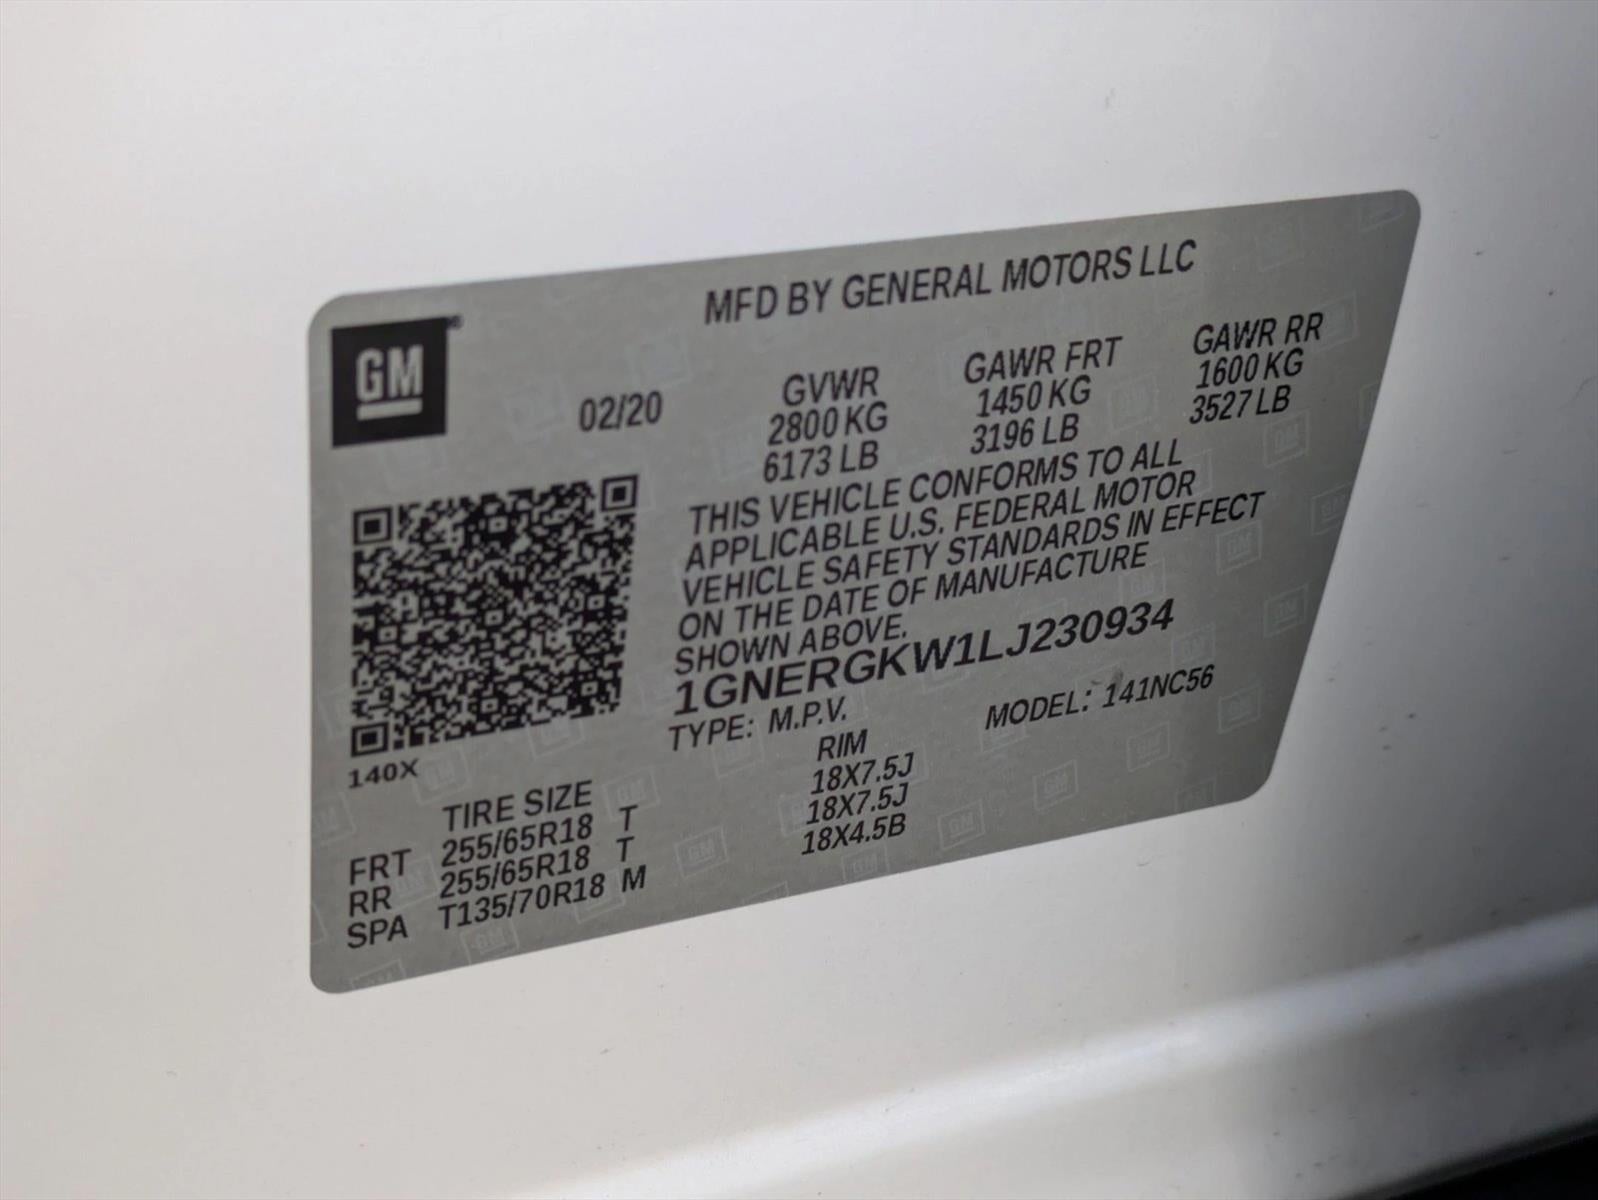 GM
MFD BY GENERAL MOTORS LLC
02/20
GVWR
2800 KG
6173 LB
GAWR FRT
1450 KG
3196 LB
GAWR RR
1600 KG
3527 LB
THIS VEHICLE CONFORMS TO ALL
APPLICABLE U.S. FEDERAL MOTOR
VEHICLE SAFETY STANDARDS IN EFFECT
ON THE DATE OF MANUFACTURE
SHOWN ABOVE.
1GNERGKW1LJ230934
TYPE: M.P.V. MODEL: 141NC56
140X
TIRE SIZE RIM
FRT 255/65R18 T 18X7.5J
RR 255/65R18 T 18X7.5J
SPA T135/70R18 M 18X4.5B